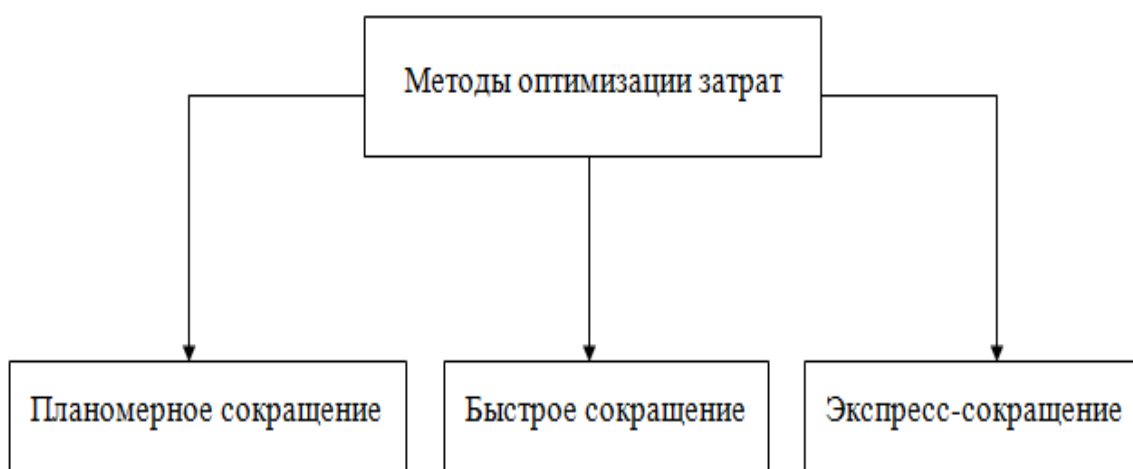 Методы оптимизации затрат
Планомерное сокращение
Быстрое сокращение
Экспресс-сокращение